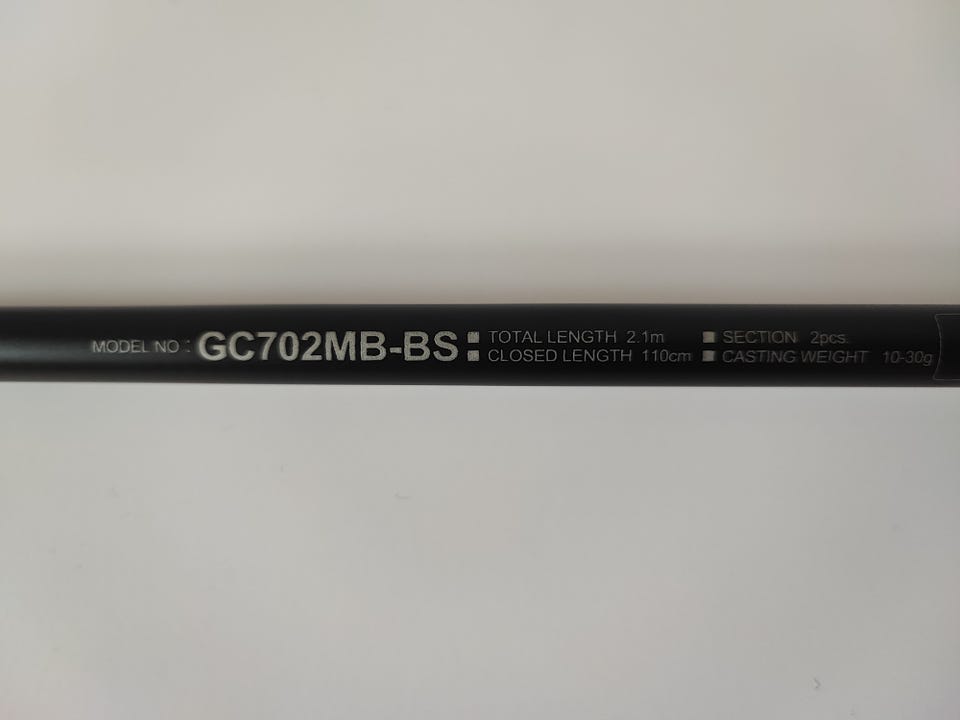 MODEL NO : GC702MB-BS
■ TOTAL LENGTH 2.1m ■ SECTION 2pcs.
■ CLOSED LENGTH 110cm ■ CASTING WEIGHT 10-30g